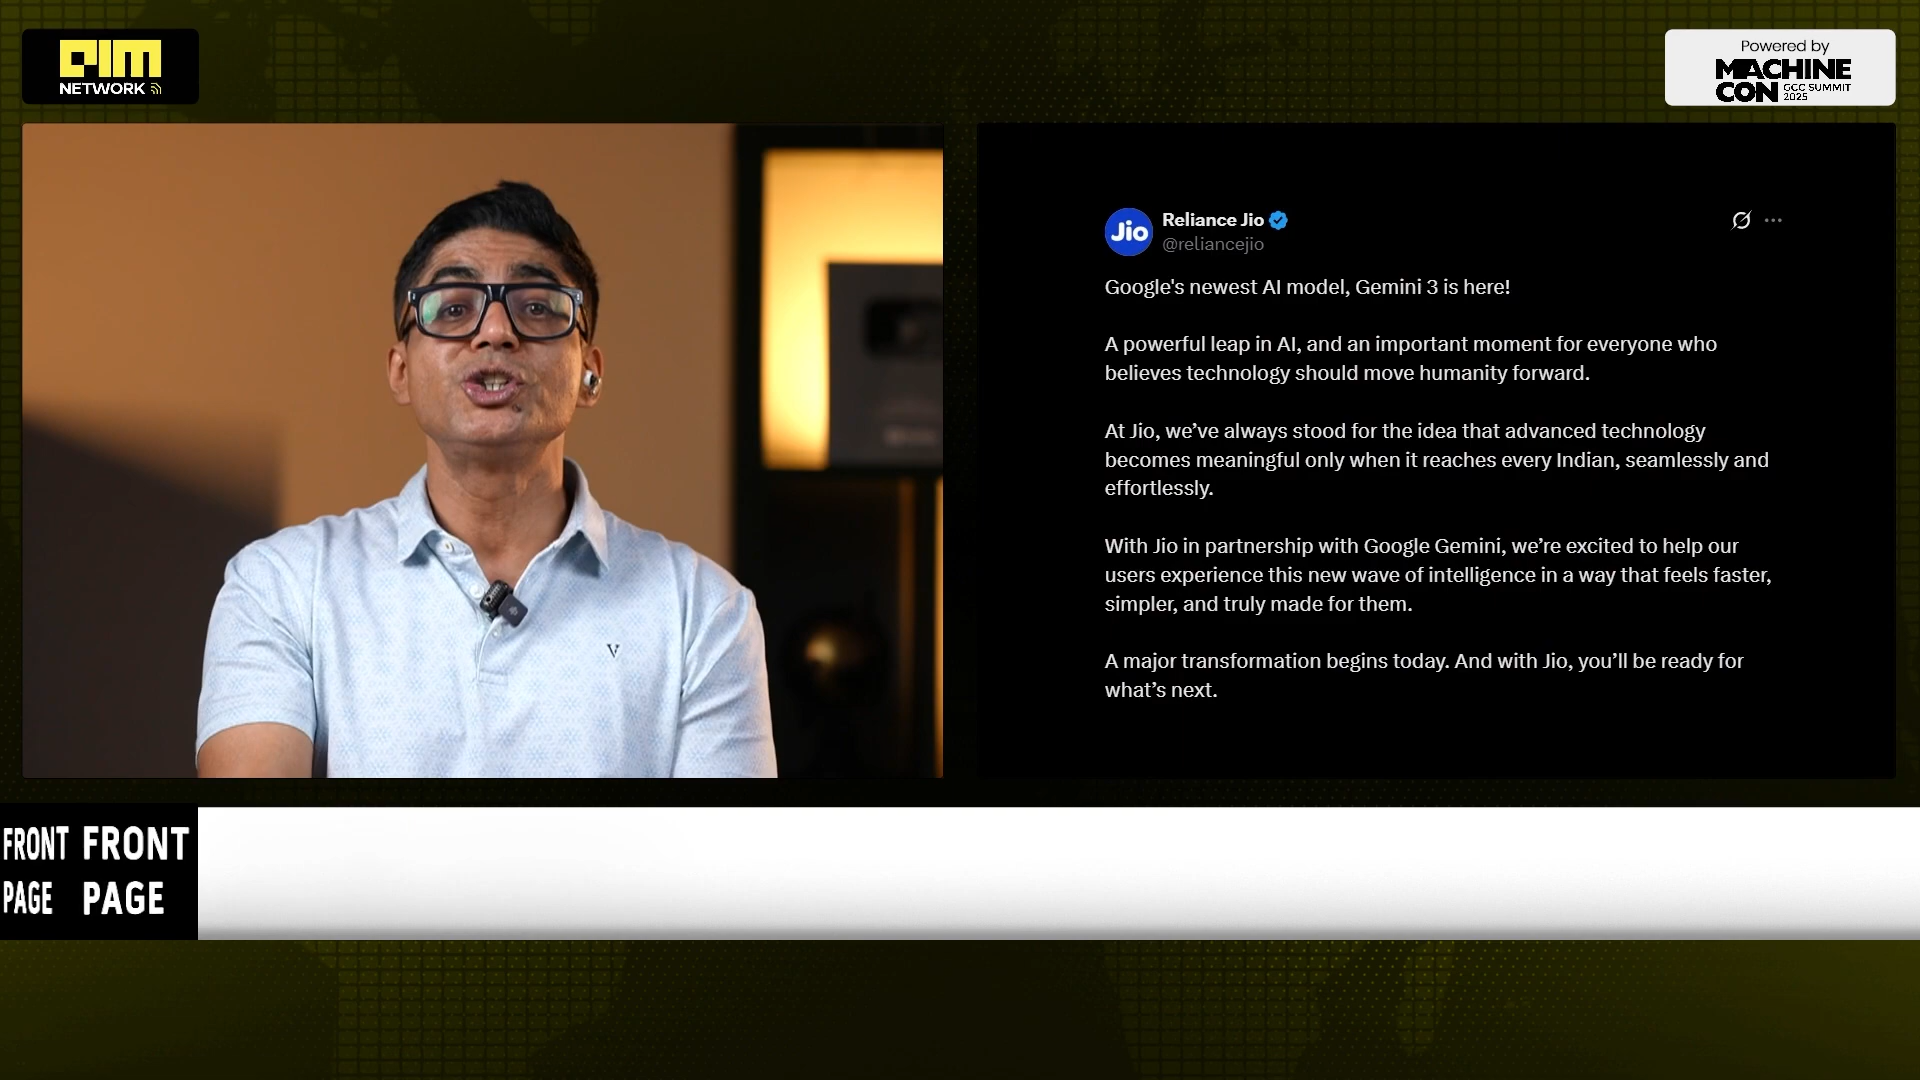 AIM
NETWORK
Powered by
MACHINE
CON GCC SUMMIT
2025
Jio
Reliance Jio
@reliancejio
Google's newest AI model, Gemini 3 is here!
A powerful leap in AI, and an important moment for everyone who
believes technology should move humanity forward.
At Jio, we’ve always stood for the idea that advanced technology
becomes meaningful only when it reaches every Indian, seamlessly and
effortlessly.
With Jio in partnership with Google Gemini, we’re excited to help our
users experience this new wave of intelligence in a way that feels faster,
simpler, and truly made for them.
A major transformation begins today. And with Jio, you’ll be ready for
what’s next.
V
FRONT FRONT
PAGE PAGE